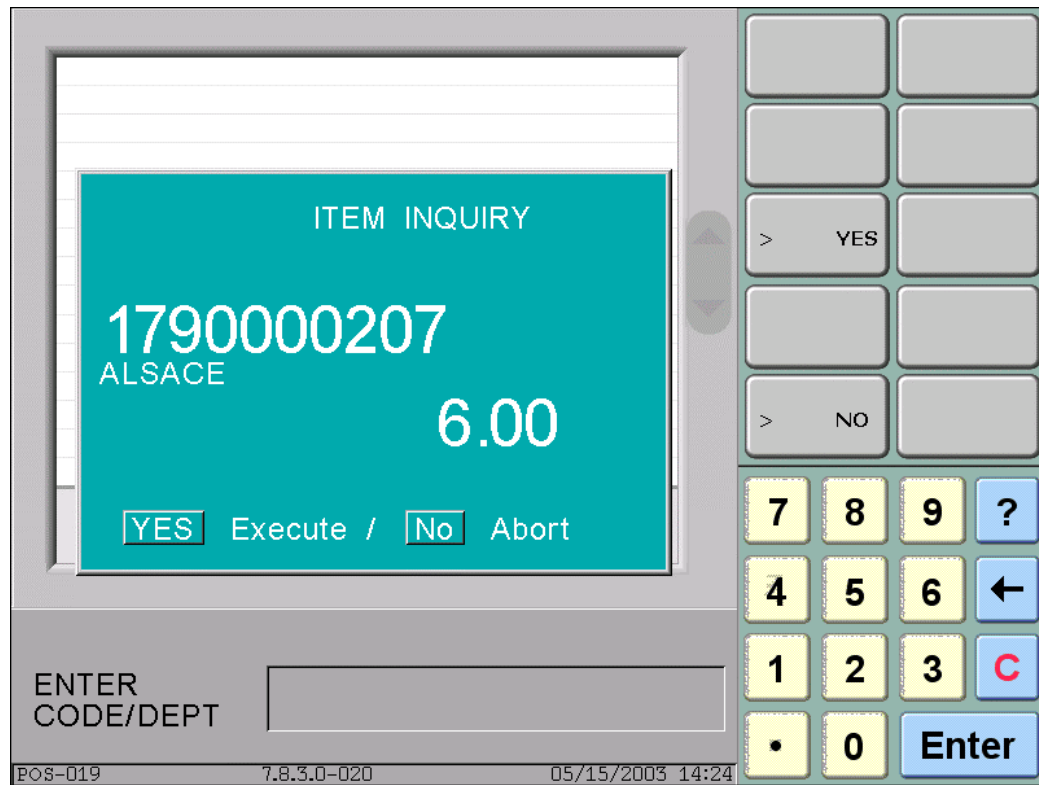 ITEM INQUIRY
1790000207
ALSACE
6.00
YES Execute / No Abort
ENTER
CODE/DEPT
POS-019 7.8.3.0-020 05/15/2003 14:24
> YES
> NO
7 8 9 ?
4 5 6 ←
1 2 3 C
. 0 Enter